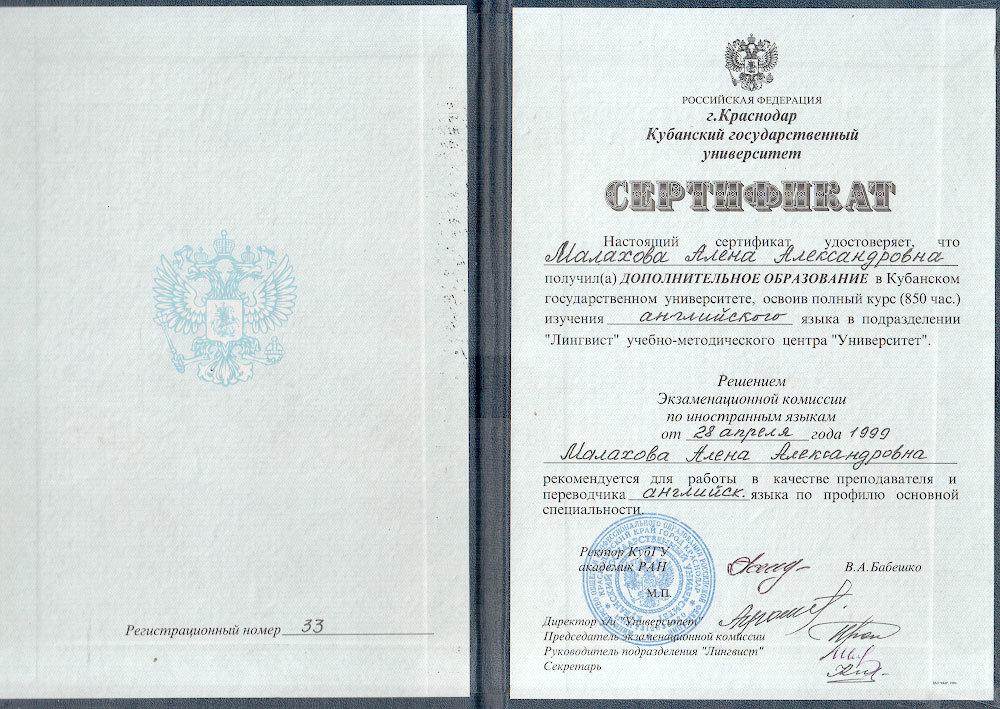 Регистрационный номер 33
РОССИЙСКАЯ ФЕДЕРАЦИЯ
г.Краснодар
Кубанский государственный
университет
СЕРТИФИКАТ
Настоящий сертификат удостоверяет, что
Малахова Алена Александровна
получил(а) ДОПОЛНИТЕЛЬНОЕ ОБРАЗОВАНИЕ в Кубанском
государственном университете, освоив полный курс (850 час.)
изучения английского языка в подразделении
"Лингвист" учебно-методического центра "Университет".
Решением
Экзаменационной комиссии
по иностранным языкам
от 28 апреля года 1999
Малахова Алена Александровна
рекомендуется для работы в качестве преподавателя и
переводчика английск. языка по профилю основной
специальности.
Ректор КубГУ
академик РАН
В.А.Бабешко
М.П.
Директор "Университет"
Председатель экзаменационной комиссии
Руководитель подразделения "Лингвист"
Секретарь